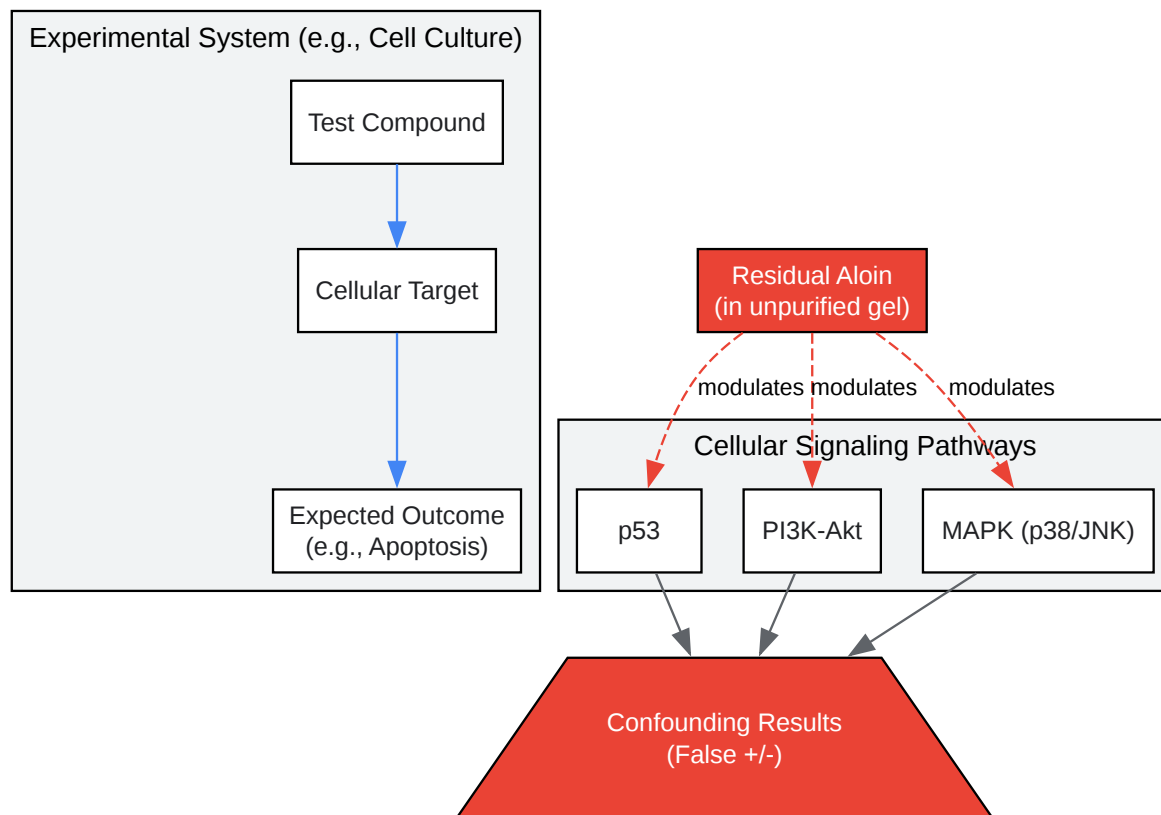 Experimental System (e.g., Cell Culture)
Test Compound
Cellular Target
Expected Outcome
(e.g., Apoptosis)
Residual Aloin
(in unpurified gel)
modulates
modulates
modulates
Cellular Signaling Pathways
p53
PI3K-Akt
MAPK (p38/JNK)
Confounding Results
(False +/-)